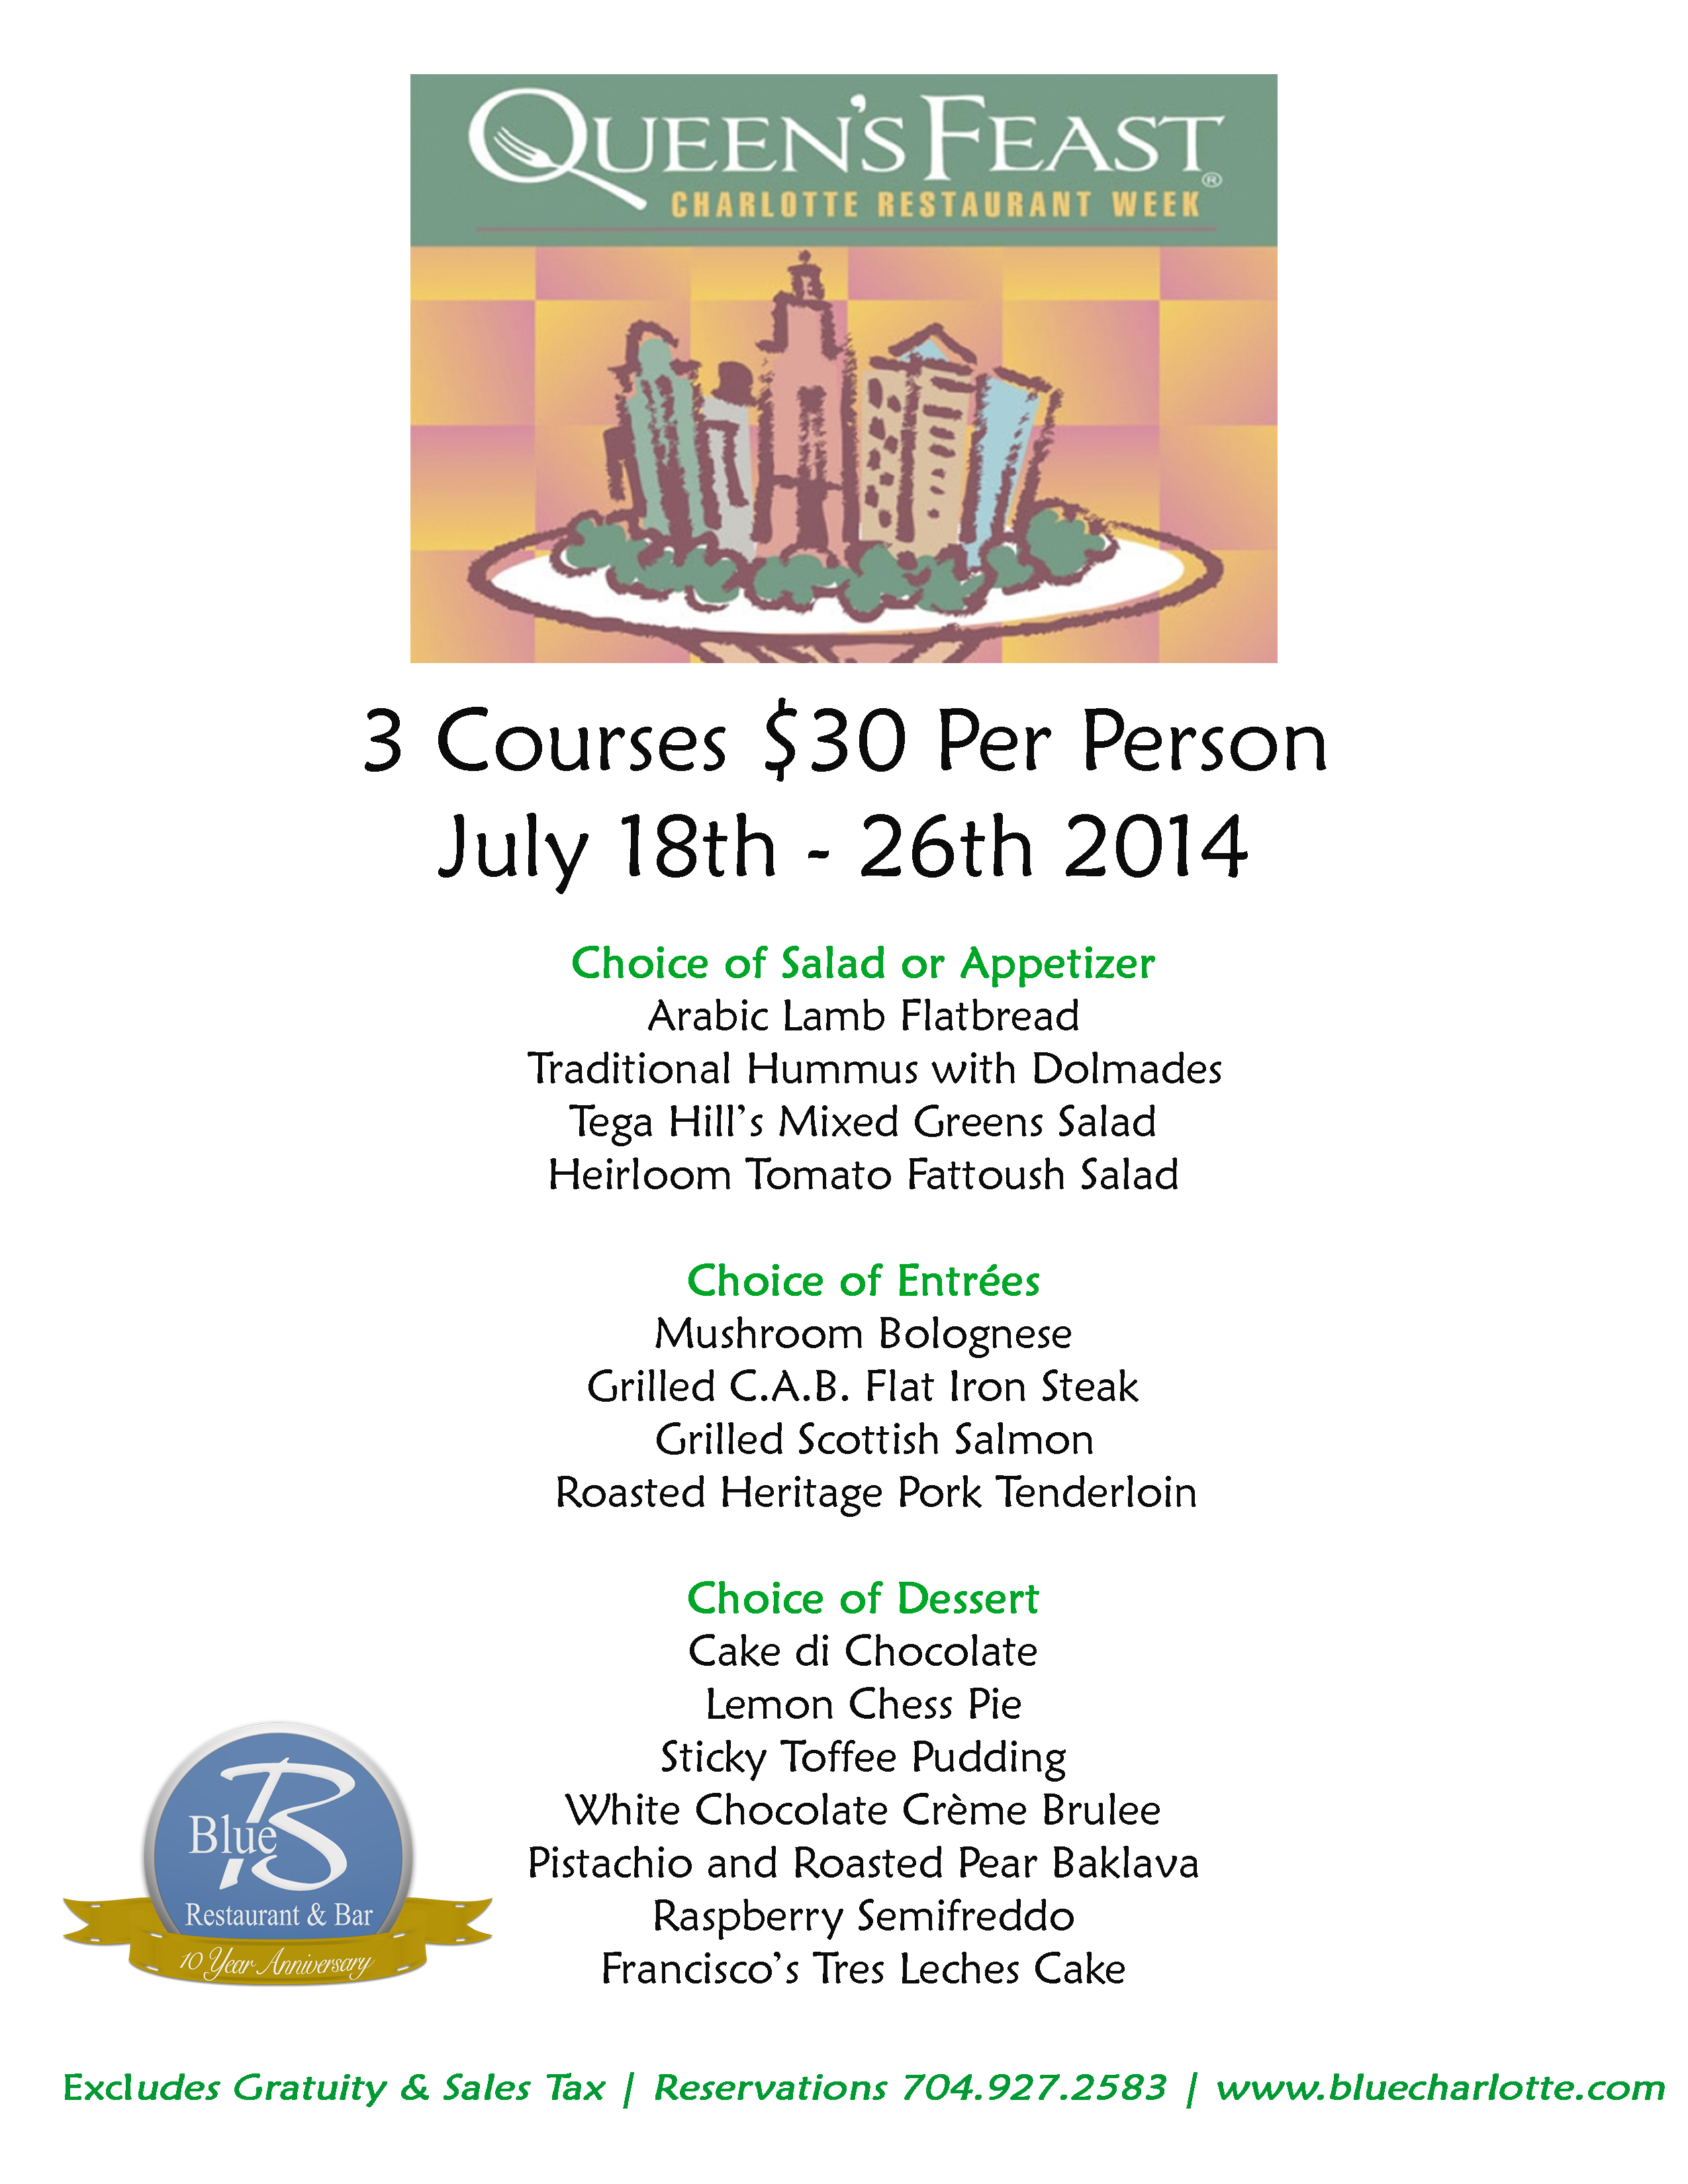 QUEEN'S FEAST®
CHARLOTTE RESTAURANT WEEK
3 Courses $30 Per Person
July 18th - 26th 2014
Choice of Salad or Appetizer
Arabic Lamb Flatbread
Traditional Hummus with Dolmades
Tega Hill's Mixed Greens Salad
Heirloom Tomato Fattoush Salad
Choice of Entrées
Mushroom Bolognese
Grilled C.A.B. Flat Iron Steak
Grilled Scottish Salmon
Roasted Heritage Pork Tenderloin
Choice of Dessert
Cake di Chocolate
Lemon Chess Pie
Sticky Toffee Pudding
White Chocolate Crème Brulee
Pistachio and Roasted Pear Baklava
Raspberry Semifreddo
Francisco's Tres Leches Cake
B
Blue
Restaurant & Bar
10 Year Anniversary
Excludes Gratuity & Sales Tax | Reservations 704.927.2583 | www.bluecharlotte.com